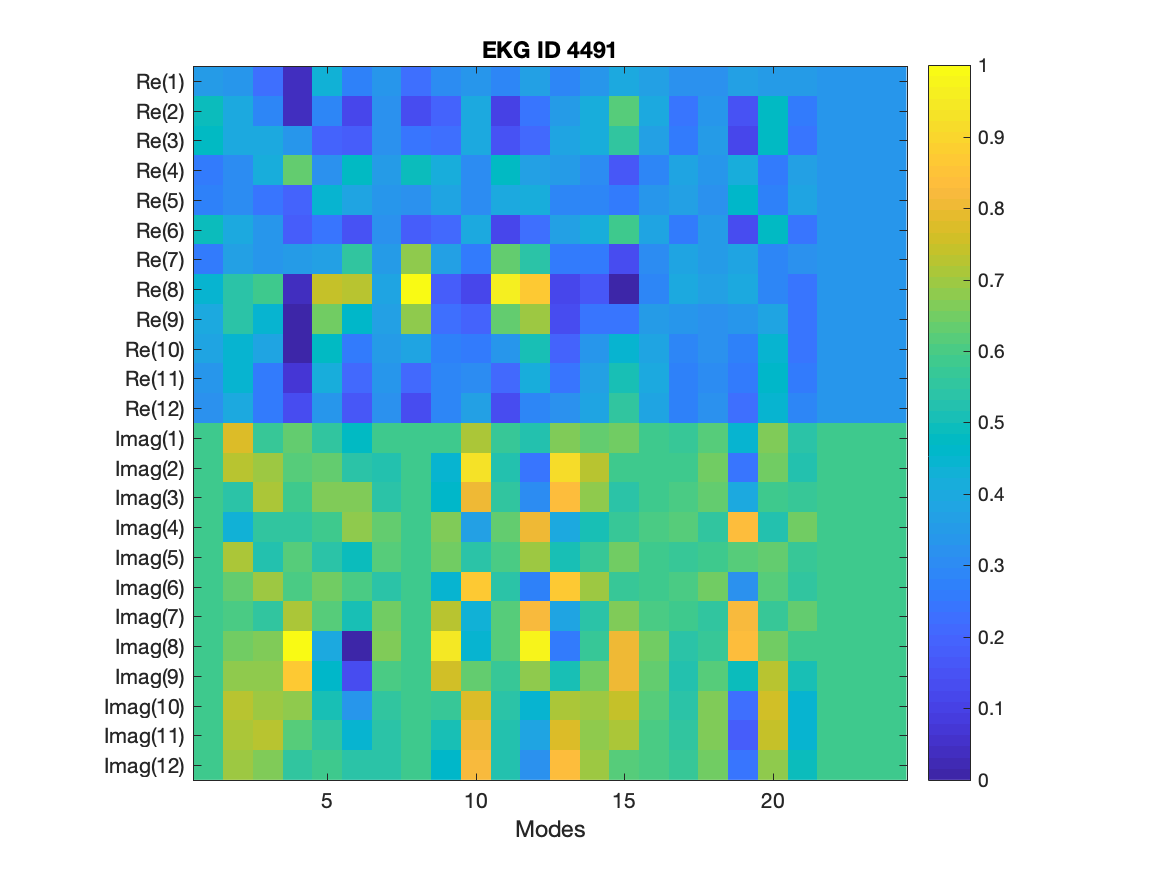 EKG ID 4491
Re(1)
Re(2)
Re(3)
Re(4)
Re(5)
Re(6)
Re(7)
Re(8)
Re(9)
Re(10)
Re(11)
Re(12)
Imag(1)
Imag(2)
Imag(3)
Imag(4)
Imag(5)
Imag(6)
Imag(7)
Imag(8)
Imag(9)
Imag(10)
Imag(11)
Imag(12)
5 10 15 20
Modes
1
0.9
0.8
0.7
0.6
0.5
0.4
0.3
0.2
0.1
0